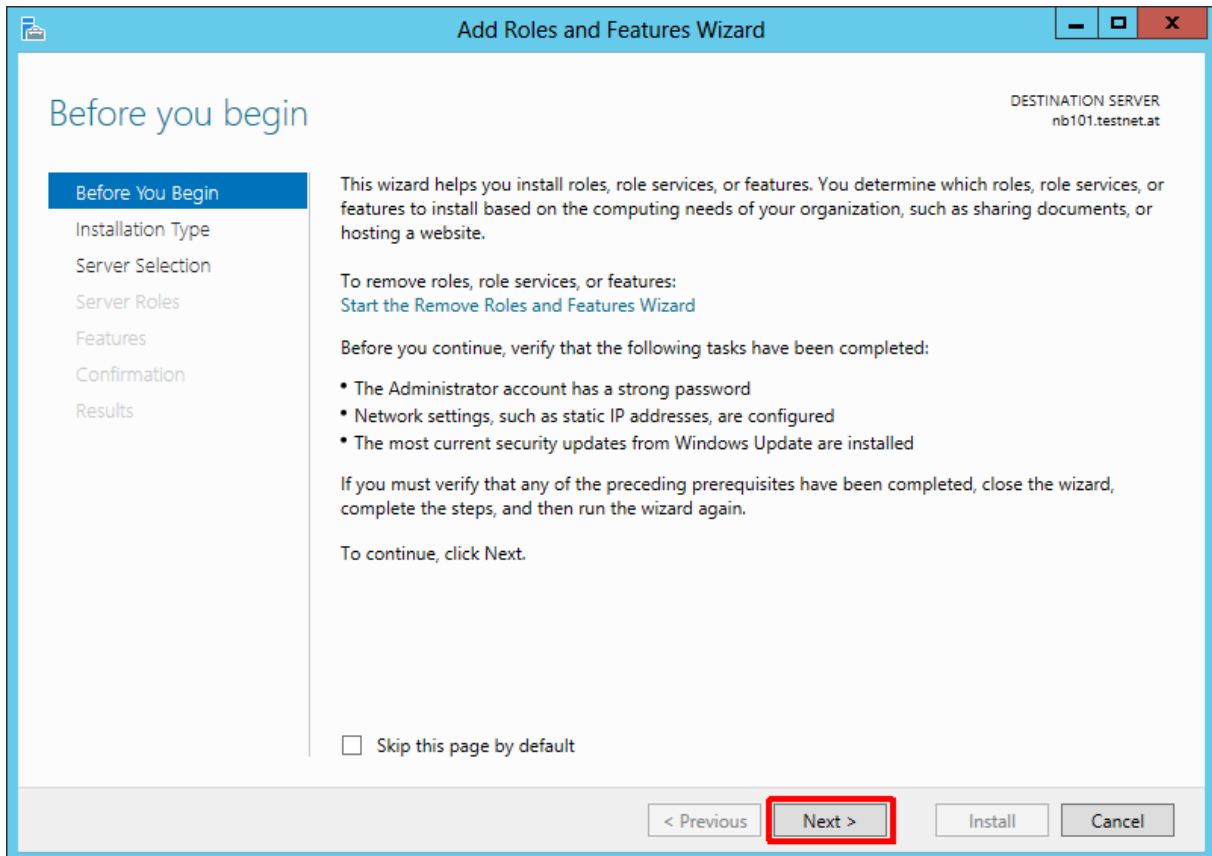 Add Roles and Features Wizard
x
Before you begin
DESTINATION SERVER
nb101.testnet.at
Before You Begin
Installation Type
Server Selection
Server Roles
Features
Confirmation
Results
This wizard helps you install roles, role services, or features. You determine which roles, role services, or
features to install based on the computing needs of your organization, such as sharing documents, or
hosting a website.
To remove roles, role services, or features:
Start the Remove Roles and Features Wizard
Before you continue, verify that the following tasks have been completed:
• The Administrator account has a strong password
• Network settings, such as static IP addresses, are configured
• The most current security updates from Windows Update are installed
If you must verify that any of the preceding prerequisites have been completed, close the wizard,
complete the steps, and then run the wizard again.
To continue, click Next.
Skip this page by default
< Previous
Next >
Install
Cancel